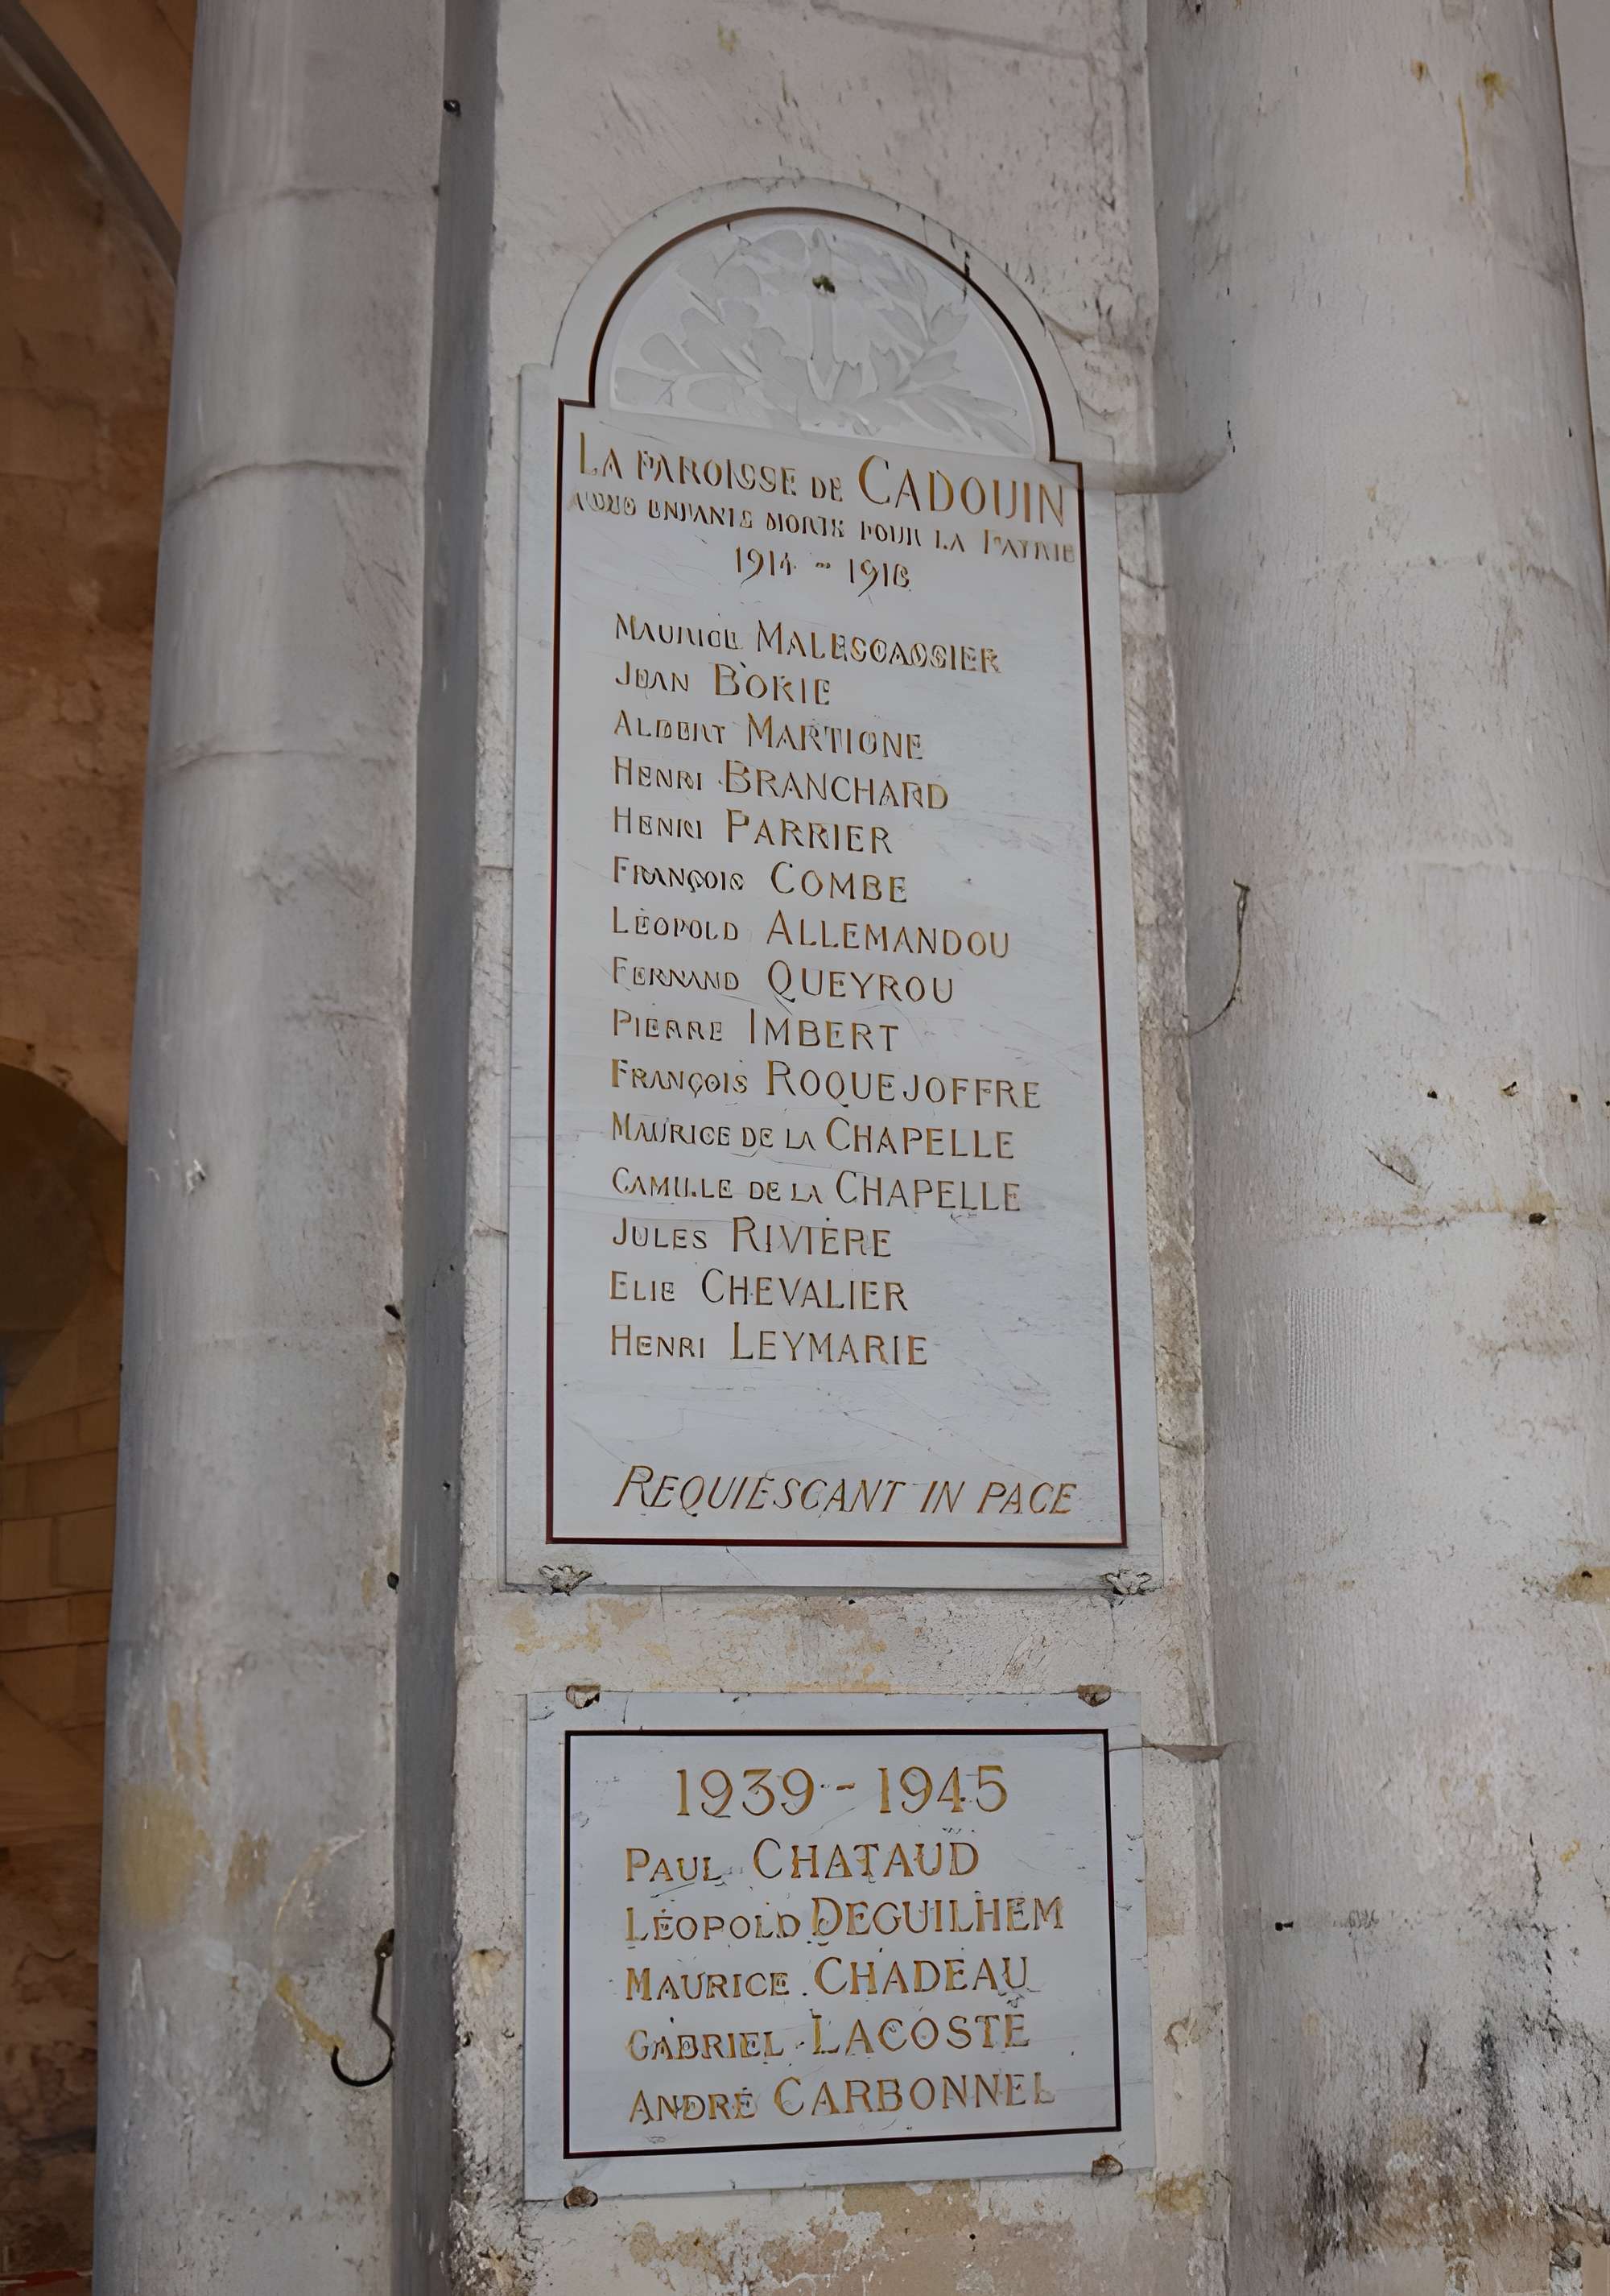 LA PAROISSE DE CADOUIN
ENFANTS MORTS POUR LA PATRIE
1914 - 1918
MAURICE MALESCASSIER
JEAN BORIE
ALBERT
HENRI BRANCHARD
HENRI PARRIER
FRANÇOIS COMBE
LÉOPOLD ALLEMANDOU
FERNAND QUEYROU
PIERRE IMBERT
FRANÇOIS ROQUEJOFFRE
MAURICE DE LA CHAPELLE
CAMILLE DE LA CHAPELLE
JULES RIVIÈRE
ELIE CHEVALIER
HENRI LEYMARIE
REQUIESCANT IN PACE
1939 - 1945
PAUL CHATAUD
LÉOPOLD DEGUILHEM
MAURICE CHADEAU
GABRIEL LACOSTE
ANDRÉ CARBONNEL